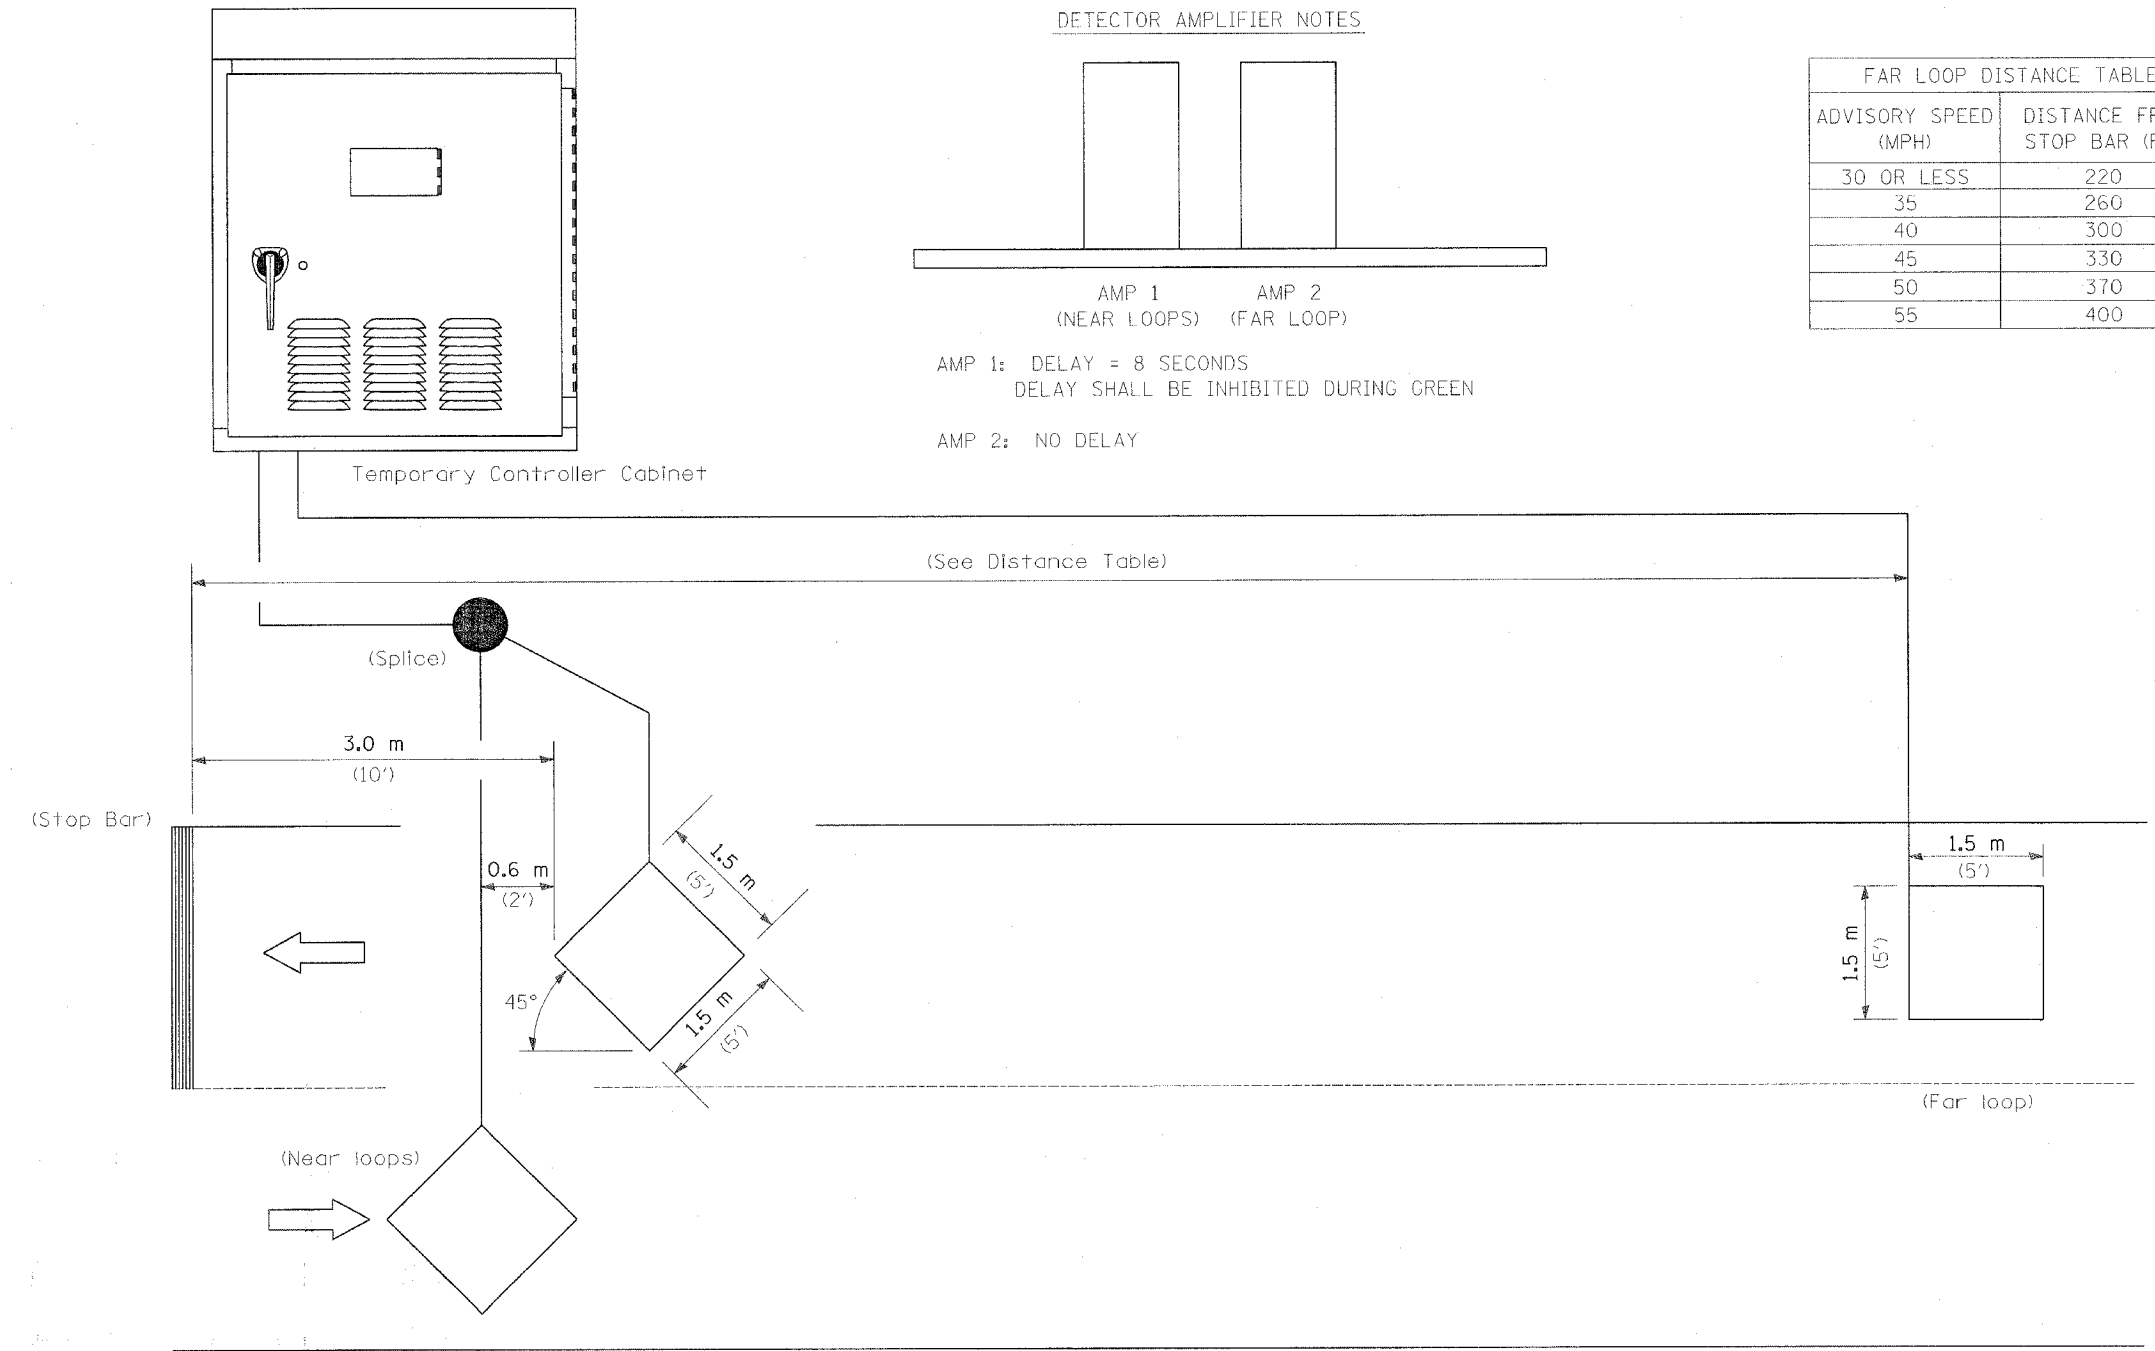 DETECTOR AMPLIFIER NOTES
AMP 1
(NEAR LOOPS)
AMP 2
(FAR LOOP)
AMP 1: DELAY = 8 SECONDS
DELAY SHALL BE INHIBITED DURING GREEN
AMP 2: NO DELAY
FAR LOOP DISTANCE TABLE
ADVISORY SPEED
(MPH)
DISTANCE
STOP BAR
30 OR LESS 220
35 260
40 300
45 330
50 370
55 400
Temporary Controller Cabinet
(See Distance Table)
(Splice)
3.0 m
(10')
(Stop Bar)
0.6 m
(2')
1.5 m
(5')
45°
1.5 m
(5')
1.5 m
(5')
1.5 m
(5')
(Far loop)
(Near loops)